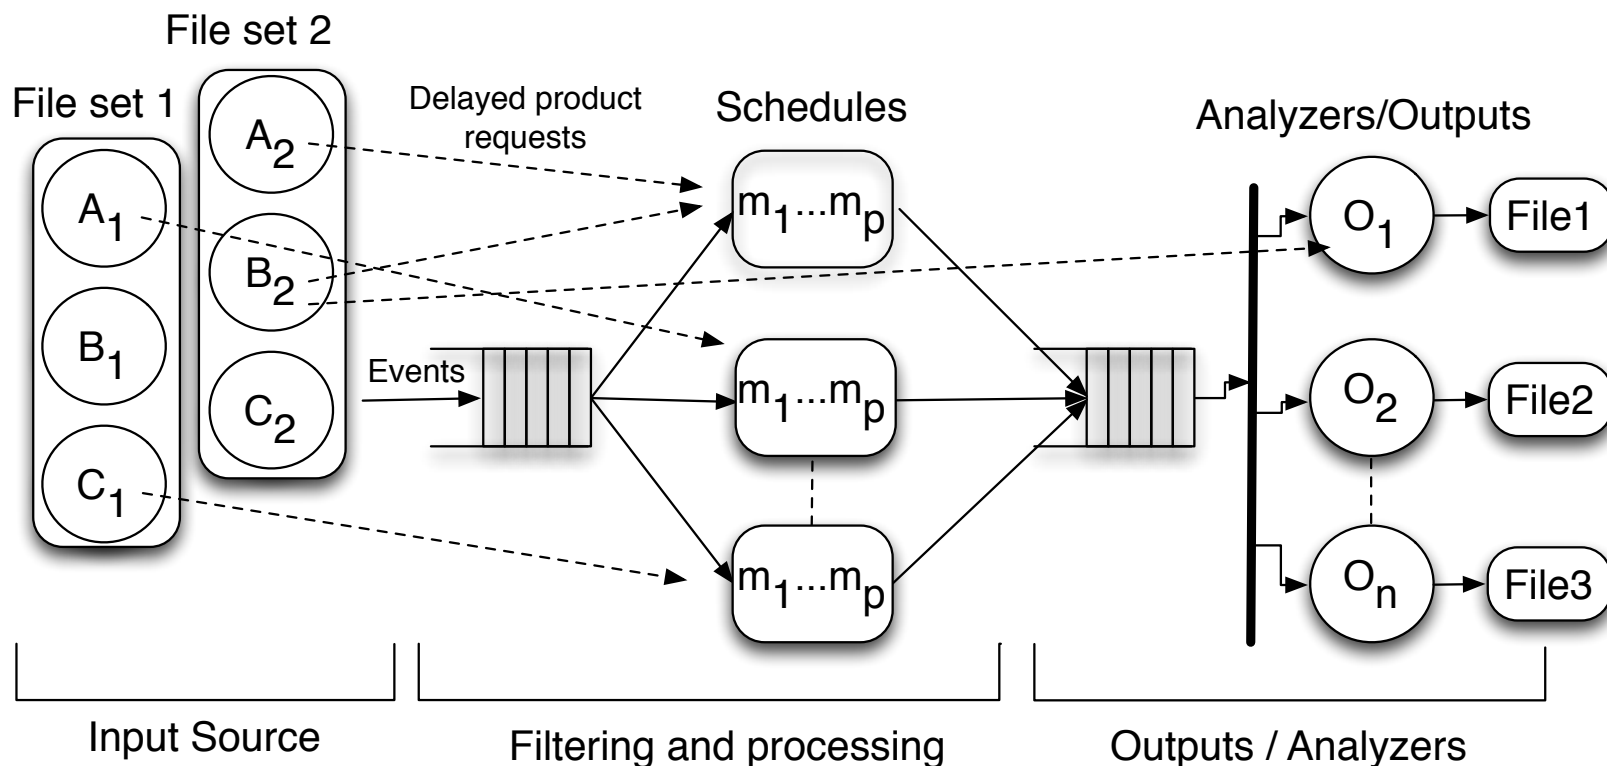 File set 2
File set 1
Delayed product
requests
Schedules
Analyzers/Outputs
A2
A1
m1...mp
O1
File1
B2
B1
Events
m1...mp
O2
File2
C2
C1
m1...mp
On
File3
Input Source
Filtering and processing
Outputs / Analyzers